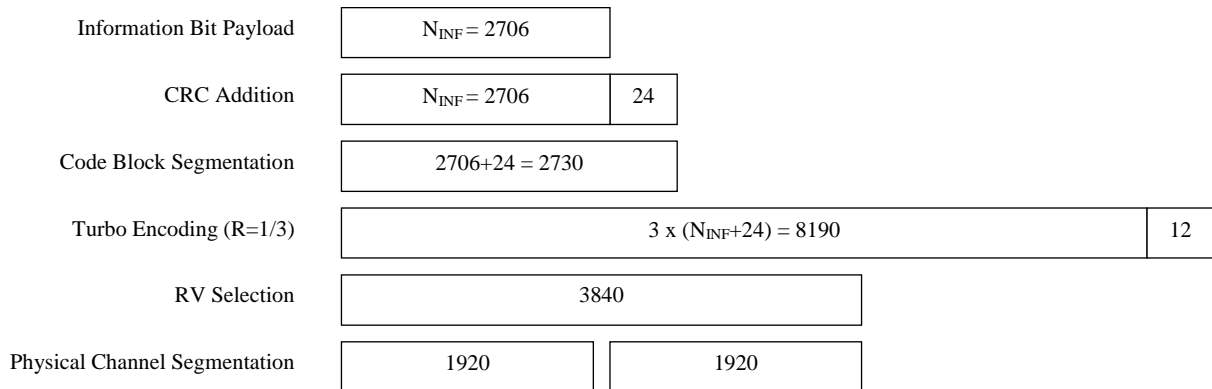 Information Bit Payload N_INF = 2706
CRC Addition N_INF = 2706 24
Code Block Segmentation 2706+24 = 2730
Turbo Encoding (R=1/3) 3 x (N_INF+24) = 8190 12
RV Selection 3840
Physical Channel Segmentation 1920 1920